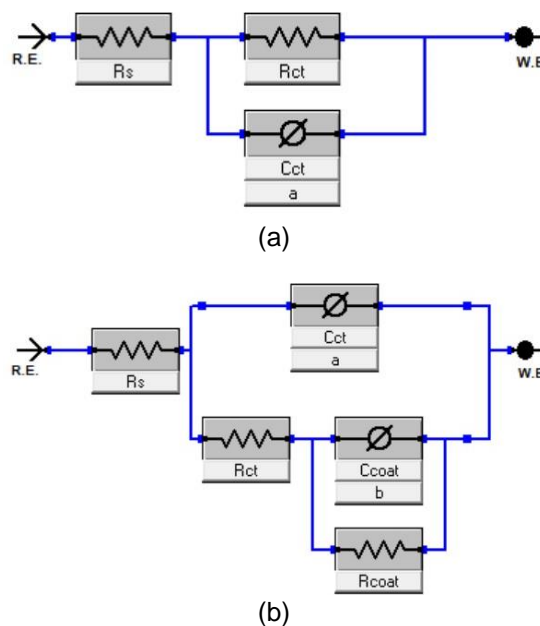 R.E.
Rs
Rct
W.E
Cct
a
(a)
Cct
a
R.E.
Rs
W.E
Rct
Ccoat
b
Rcoat
(b)